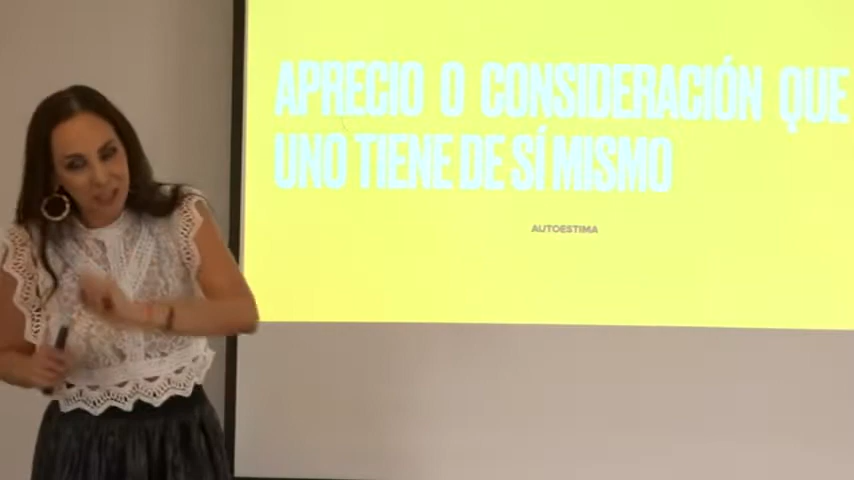 APRECIO O CONSIDERACIÓN QUE
UNO TIENE DE SÍ MISMO
AUTOESTIMA